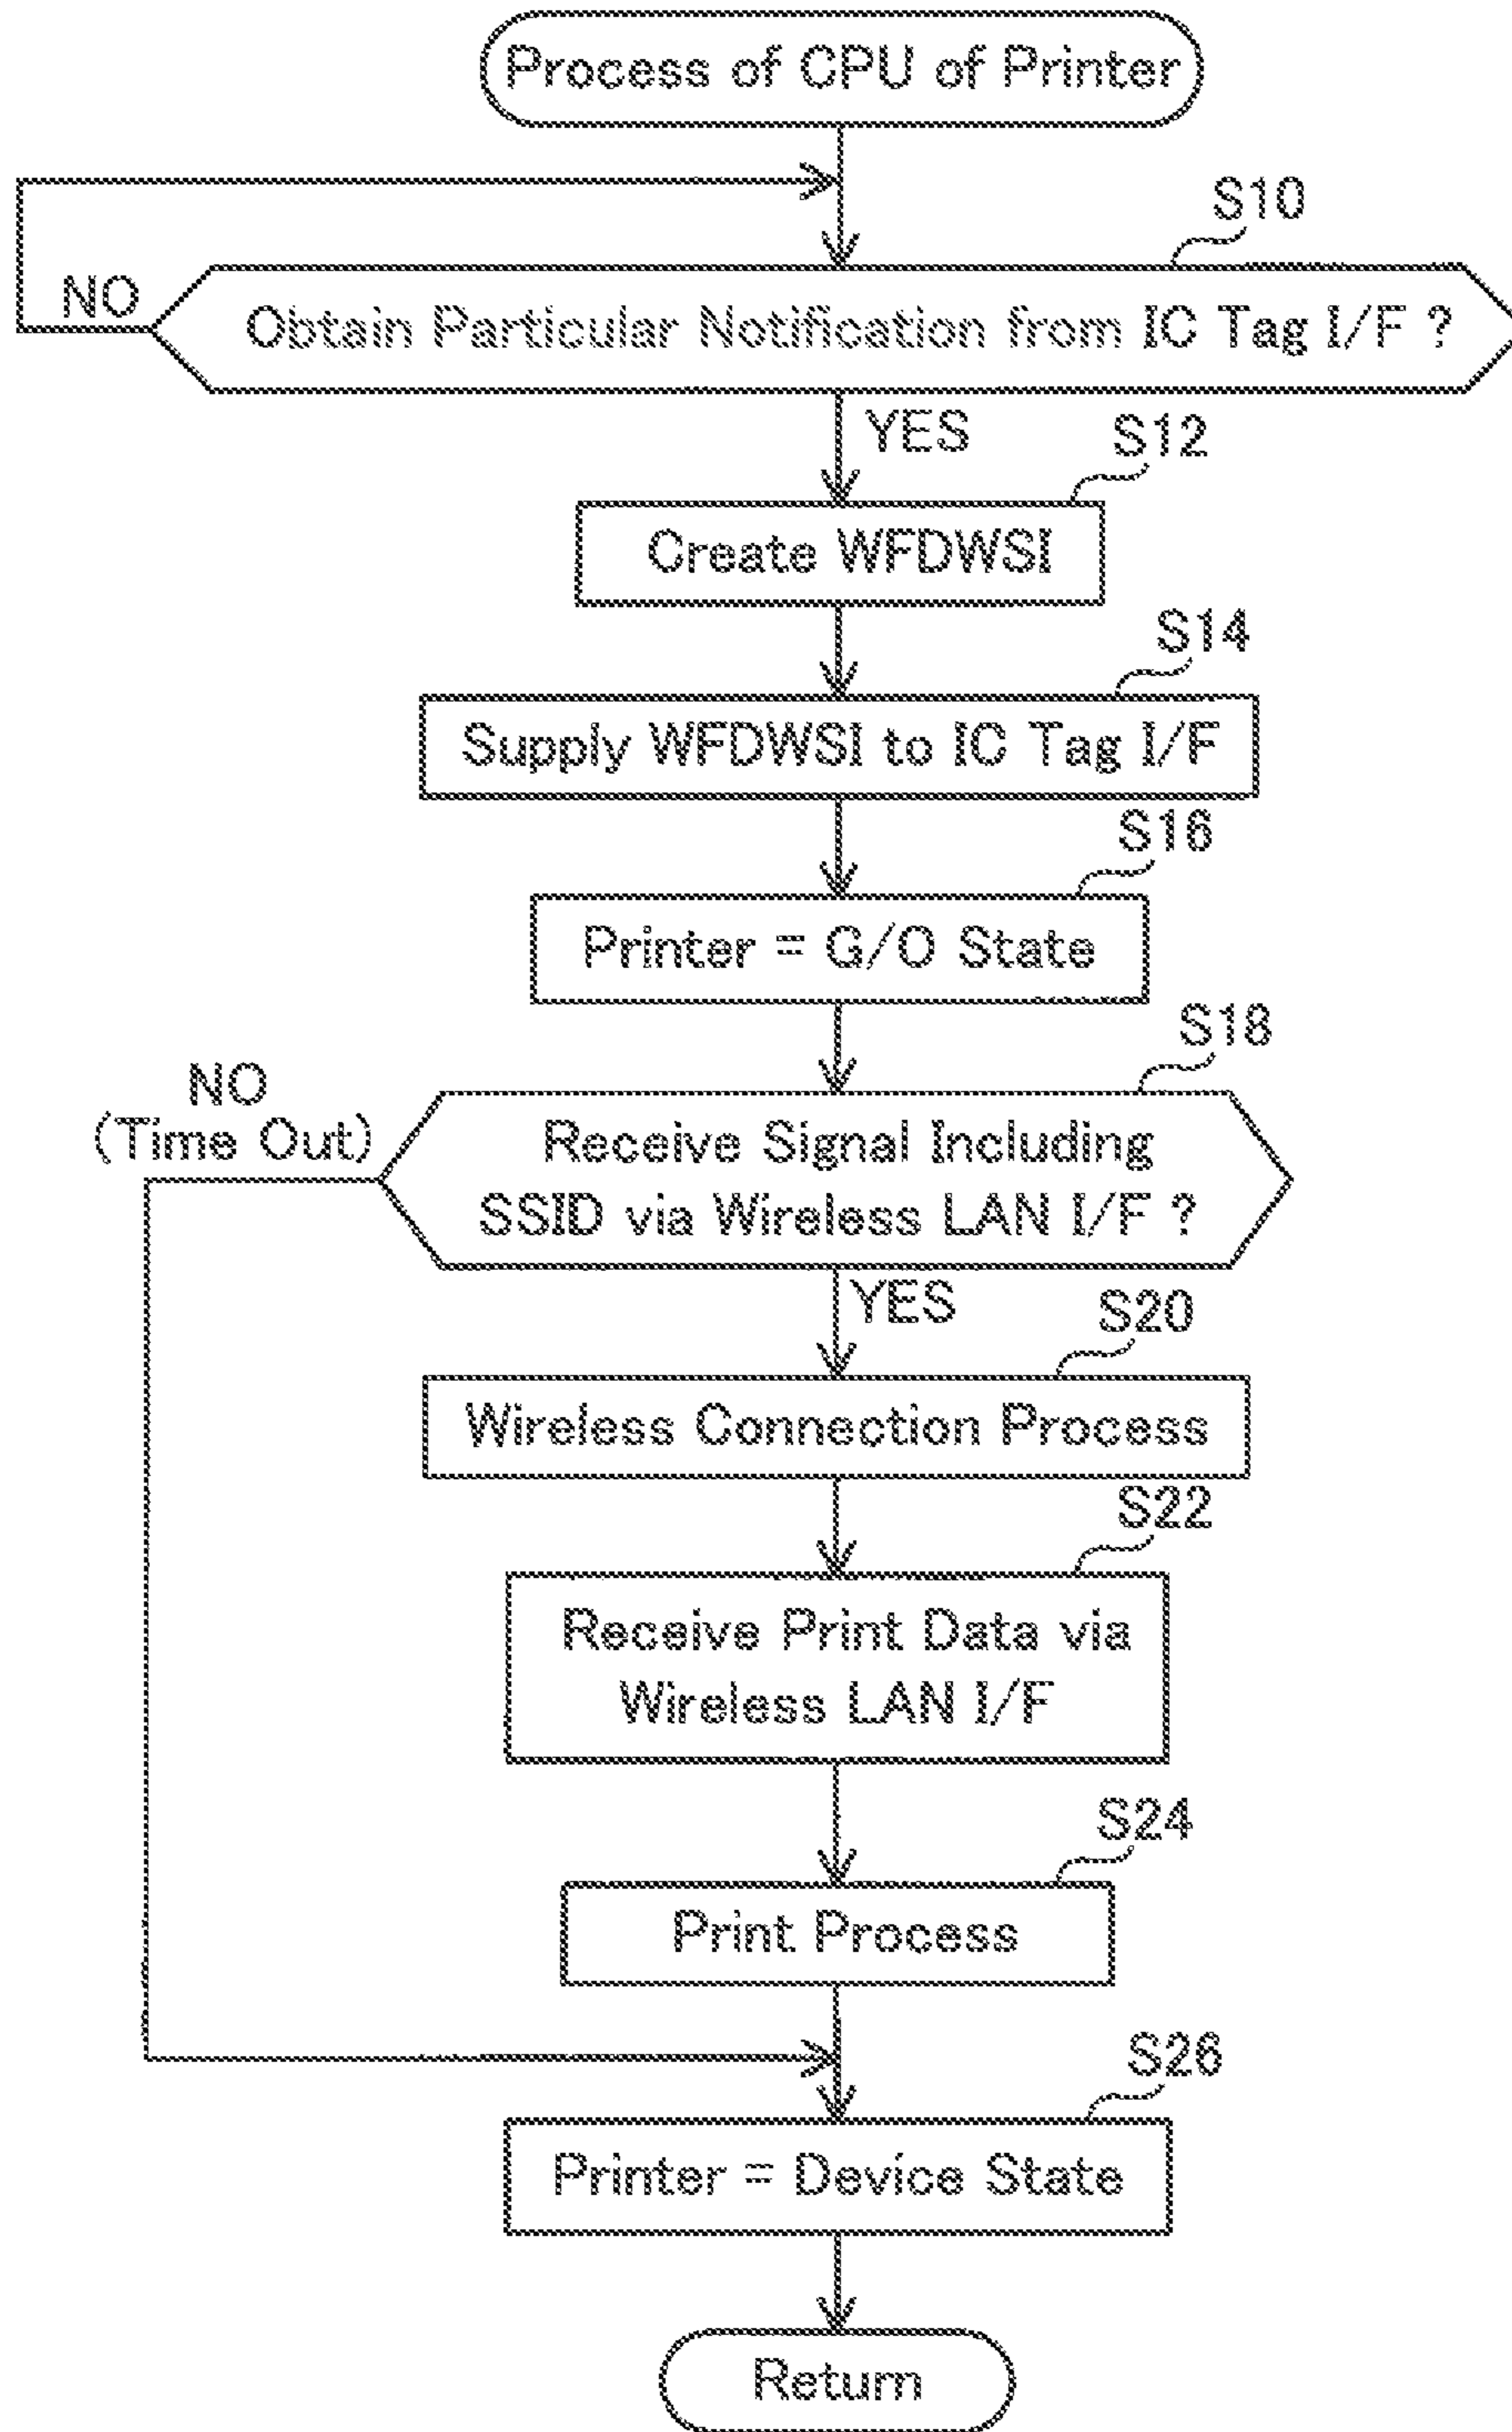 Process of CPU of Printer
S10
NO
Obtain Particular Notification from IC Tag I/F ?
YES
S12
Create WFDWSI
S14
Supply WFDWSI to IC Tag I/F
S16
Printer = G/O State
S18
NO
(Time Out)
Receive Signal Including
SSID via Wireless LAN I/F ?
YES
S20
Wireless Connection Process
S22
Receive Print Data via
Wireless LAN I/F
S24
Print Process
S26
Printer = Device State
Return